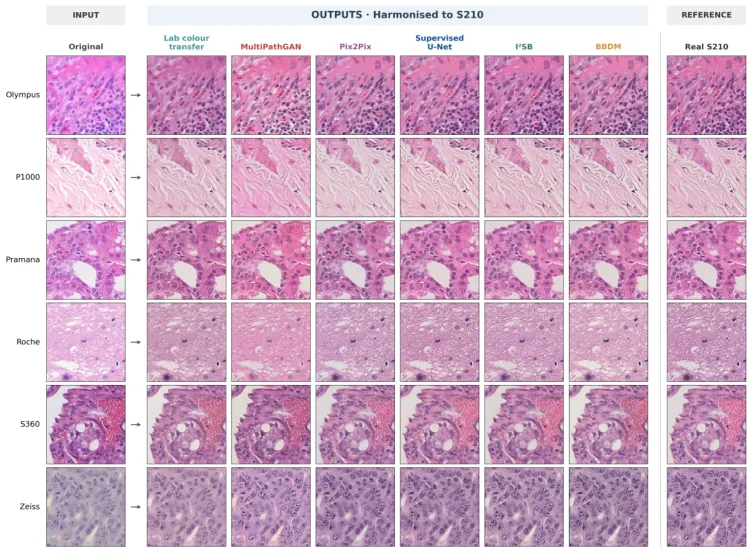 INPUT
OUTPUTS · Harmonised to S210
REFERENCE
Original
Lab colour
transfer
MultiPathGAN
Pix2Pix
Supervised
U-Net
I²SB
BBDM
Real S210
Olympus
P1000
Pramana
Roche
S360
Zeiss